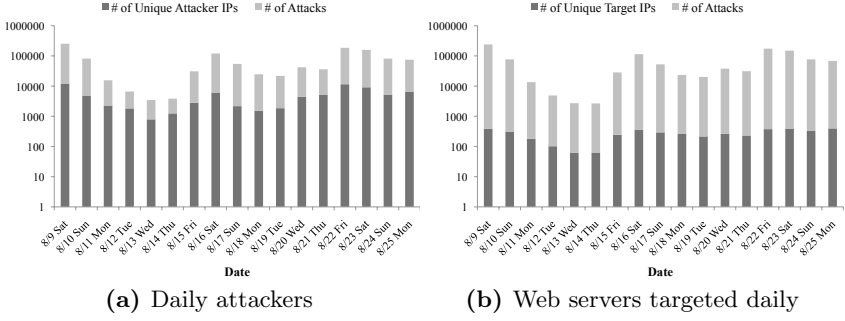 # of Unique Attacker IPs # of Attacks
1000000
100000
10000
1000
100
10
1
8/9 Sat
8/10 Sun
8/11 Mon
8/12 Tue
8/13 Wed
8/14 Thu
8/15 Fri
8/16 Sat
8/17 Sun
8/18 Mon
8/19 Tue
8/20 Wed
8/21 Thu
8/22 Fri
8/23 Sat
8/24 Sun
8/25 Mon
Date
(a) Daily attackers
# of Unique Target IPs # of Attacks
1000000
100000
10000
1000
100
10
1
8/9 Sat
8/10 Sun
8/11 Mon
8/12 Tue
8/13 Wed
8/14 Thu
8/15 Fri
8/16 Sat
8/17 Sun
8/18 Mon
8/19 Tue
8/20 Wed
8/21 Thu
8/22 Fri
8/23 Sat
8/24 Sun
8/25 Mon
Date
(b) Web servers targeted daily